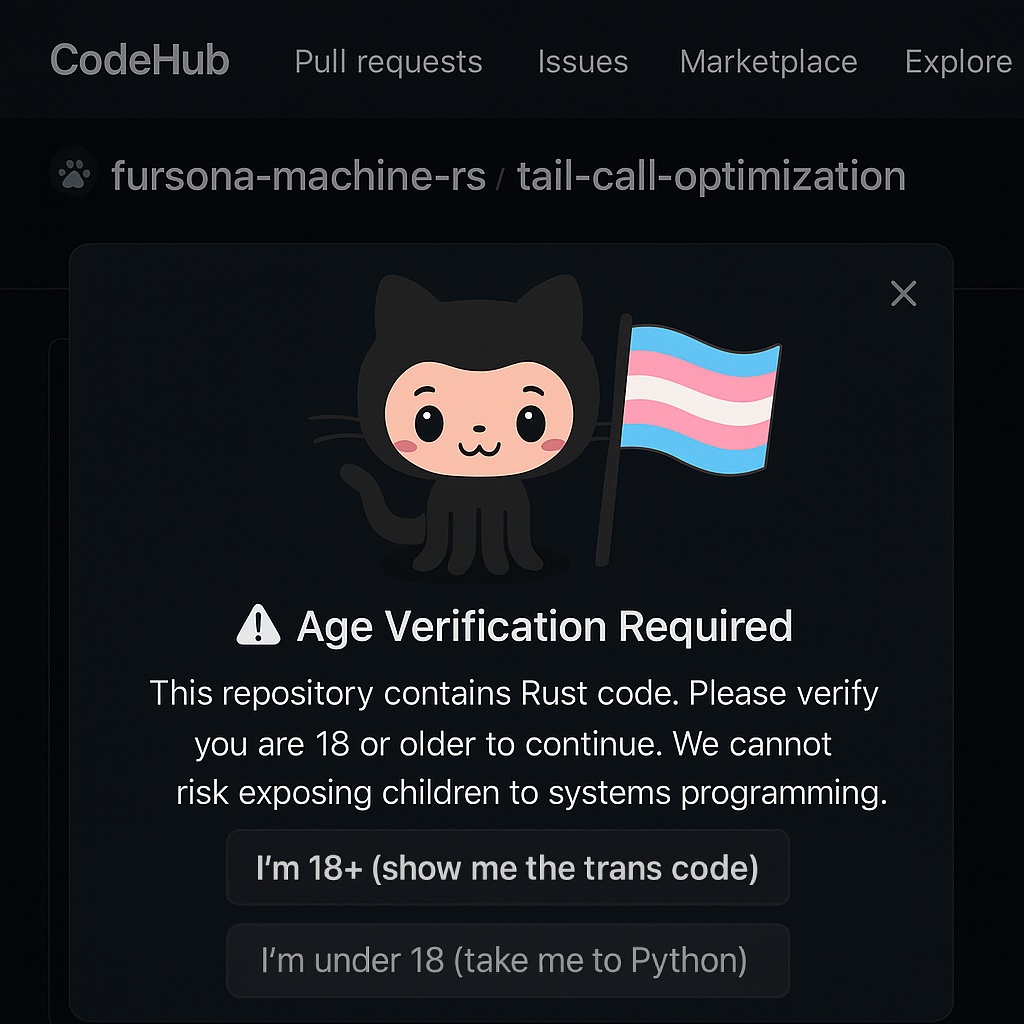 CodeHub Pull requests Issues Marketplace Explore
fursona-machine-rs / tail-call-optimization
Age Verification Required
This repository contains Rust code. Please verify
you are 18 or older to continue. We cannot
risk exposing children to systems programming.
I’m 18+ (show me the trans code)
I’m under 18 (take me to Python)